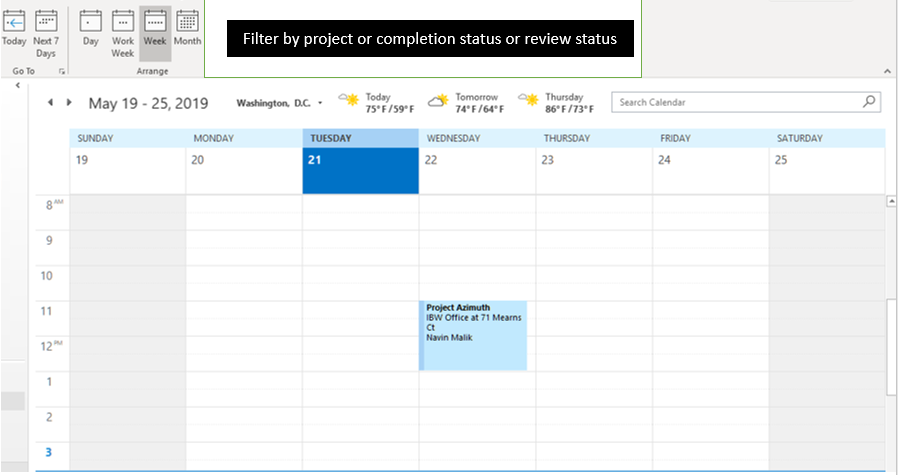 Today
Next 7
Days
Day
Work
Week
Week
Month
Go To
Arrange
Filter by project or completion status or review status
May 19 - 25, 2019
Washington, D.C.
Today
75°F/59°F
Tomorrow
74°F/64°F
Thursday
86°F/73°F
Search Calendar
SUNDAY MONDAY TUESDAY WEDNESDAY THURSDAY FRIDAY SATURDAY
19 20 21 22 23 24 25
8 AM
9
10
11
Project Azimuth
IBW Office at 71 Mearns
Ct
Navin Malik
12 PM
1
2
3